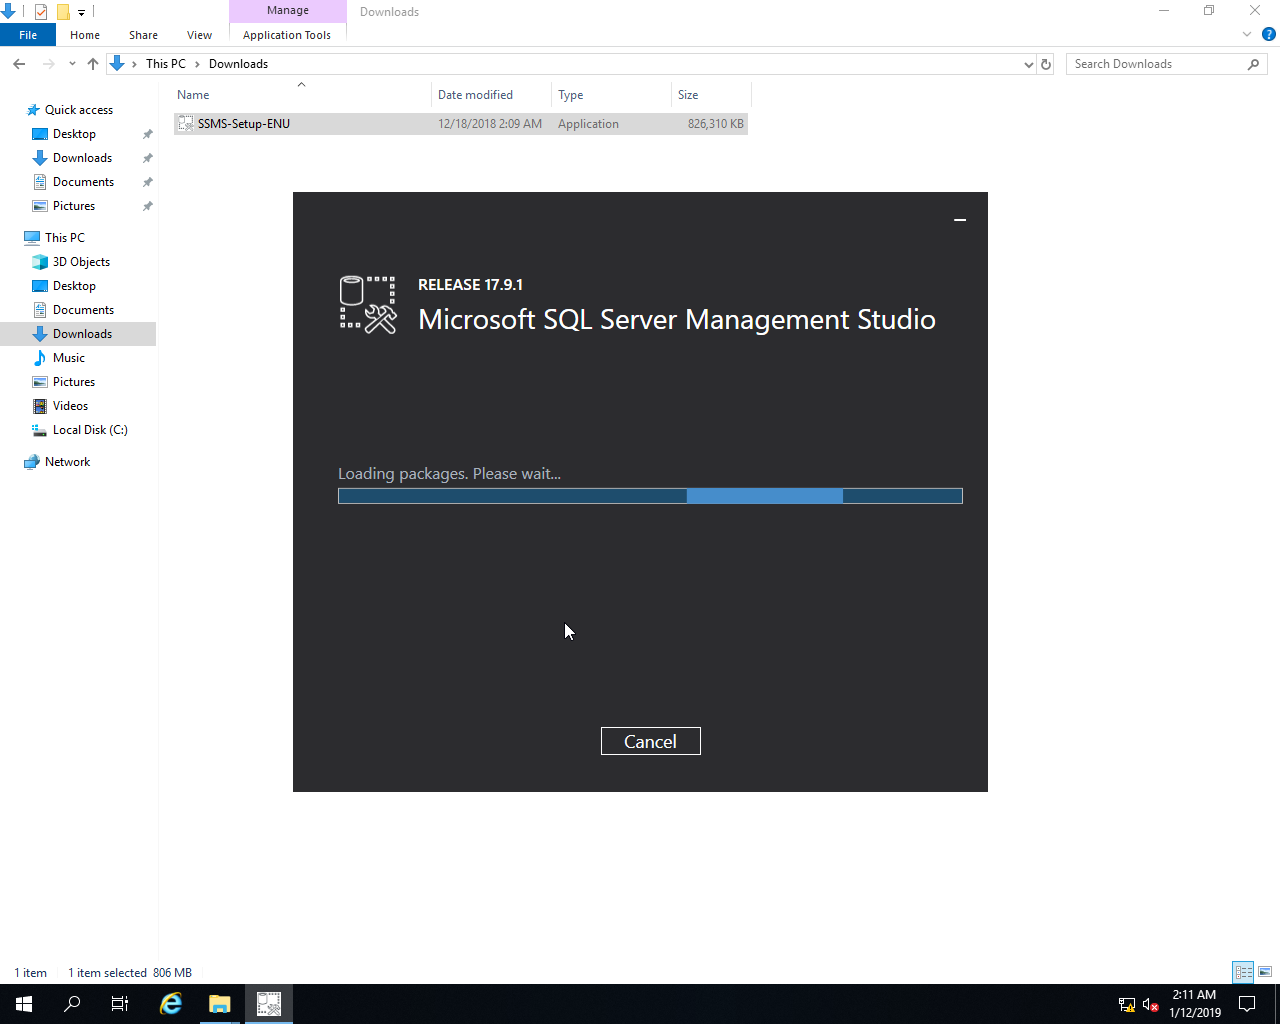 Manage
Downloads
File
Home
Share
View
Application Tools
This PC
Downloads
Search Downloads
Name
Date modified
Type
Size
SSMS-Setup-ENU
12/18/2018 2:09 AM
Application
826,310 KB
Quick access
Desktop
Downloads
Documents
Pictures
This PC
3D Objects
Desktop
Documents
Downloads
Music
Pictures
Videos
Local Disk (C:)
Network
RELEASE 17.9.1
Microsoft SQL Server Management Studio
Loading packages. Please wait...
Cancel
1 item
1 item selected 806 MB
2:11 AM
1/12/2019